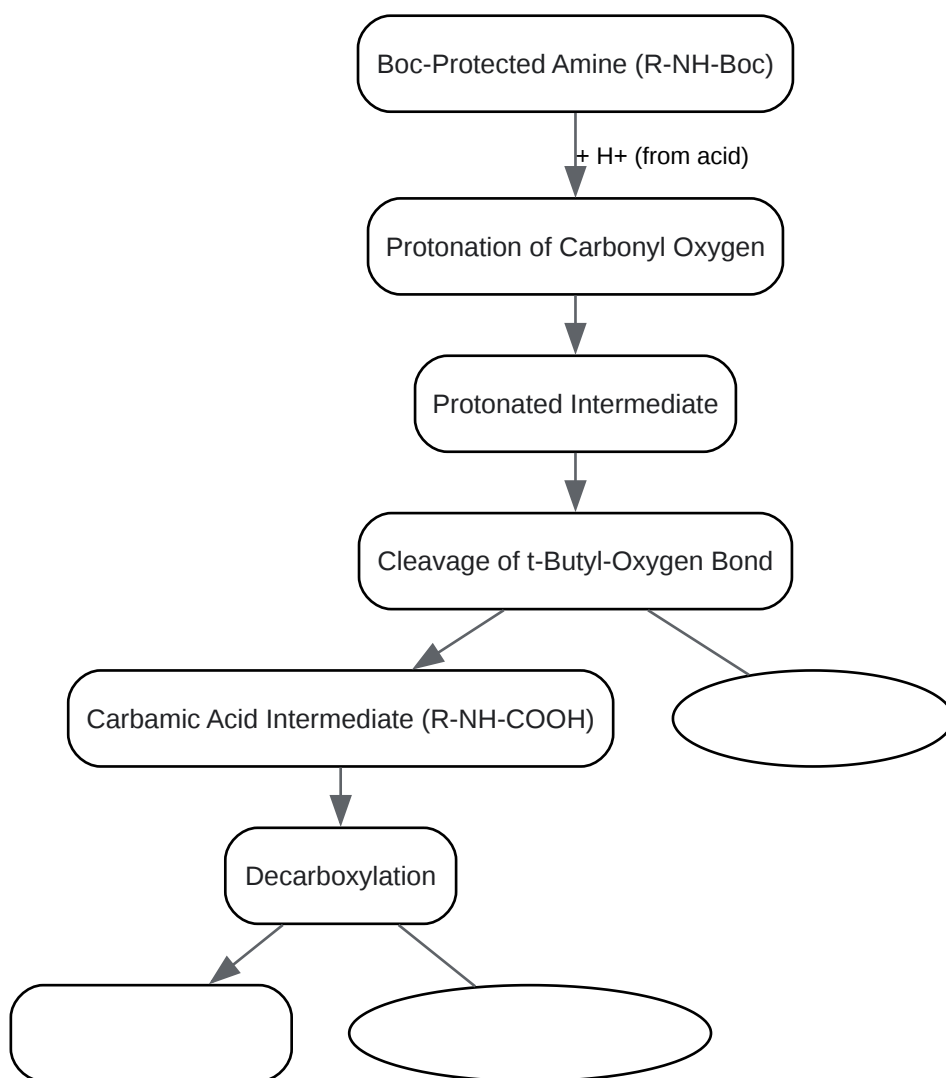 Boc-Protected Amine (R-NH-Boc)
+ H+ (from acid)
Protonation of Carbonyl Oxygen
Protonated Intermediate
Cleavage of t-Butyl-Oxygen Bond
Carbamic Acid Intermediate (R-NH-COOH)
Decarboxylation